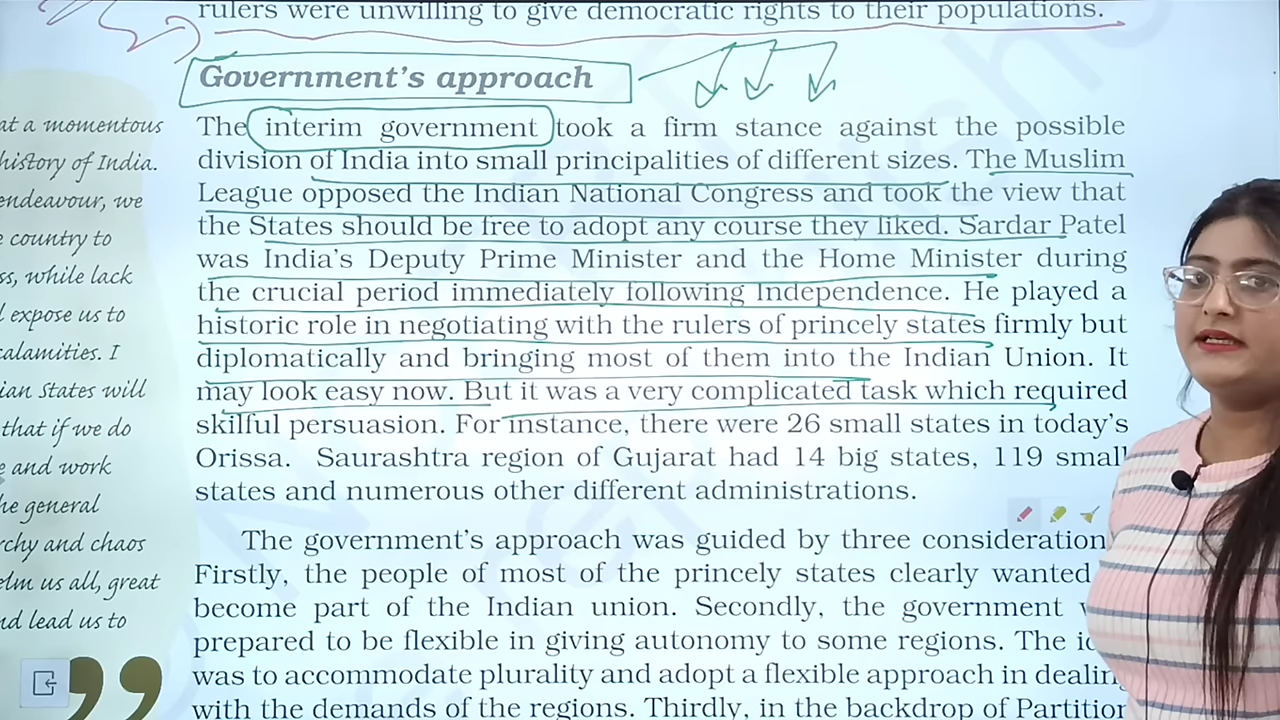 rulers were unwilling to give democratic rights to their populations.
Government's approach
The interim government took a firm stance against the possible
division of India into small principalities of different sizes. The Muslim
League opposed the Indian National Congress and took the view that
the States should be free to adopt any course they liked. Sardar Patel
was India's Deputy Prime Minister and the Home Minister during
the crucial period immediately following Independence. He played a
historic role in negotiating with the rulers of princely states firmly but
diplomatically and bringing most of them into the Indian Union. It
may look easy now. But it was a very complicated task which required
skilful persuasion. For instance, there were 26 small states in today's
Orissa. Saurashtra region of Gujarat had 14 big states, 119 small
states and numerous other different administrations.
The government's approach was guided by three consideration
Firstly, the people of most of the princely states clearly wanted
become part of the Indian union. Secondly, the government
prepared to be flexible in giving autonomy to some regions. The
was to accommodate plurality and adopt a flexible approach in dealin
with the demands of the regions. Thirdly, in the backdrop of Partition
at a momentous
history of India.
endeavour, we
country to
ss, while lack
expose us to
calamities. I
ian States will
that if we do
and work
he general
rchy and chaos
elm us all, great
nd lead us to